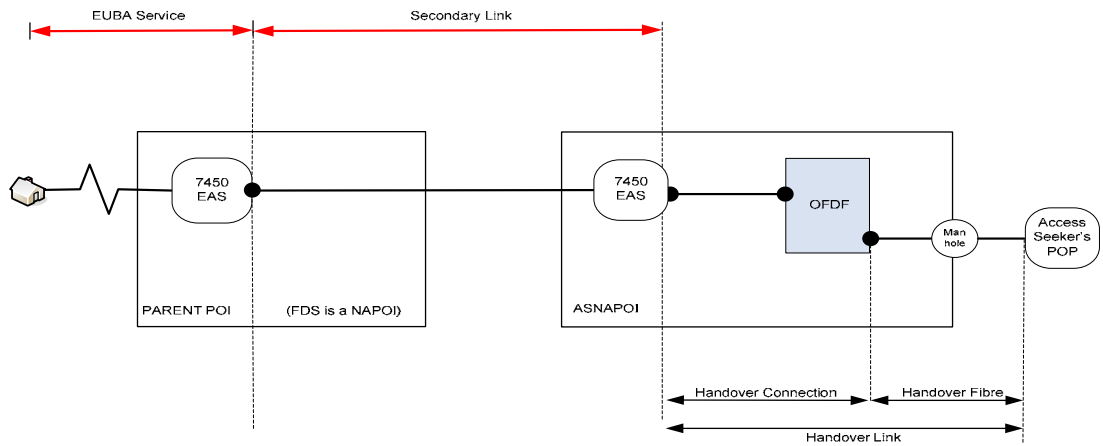 EUBA Service
Secondary Link
7450
EAS
7450
EAS
OFDF
Man
hole
Access
Seeker's
POP
PARENT POI
(FDS is a NAPOI)
ASNAPOI
Handover Connection
Handover Fibre
Handover Link